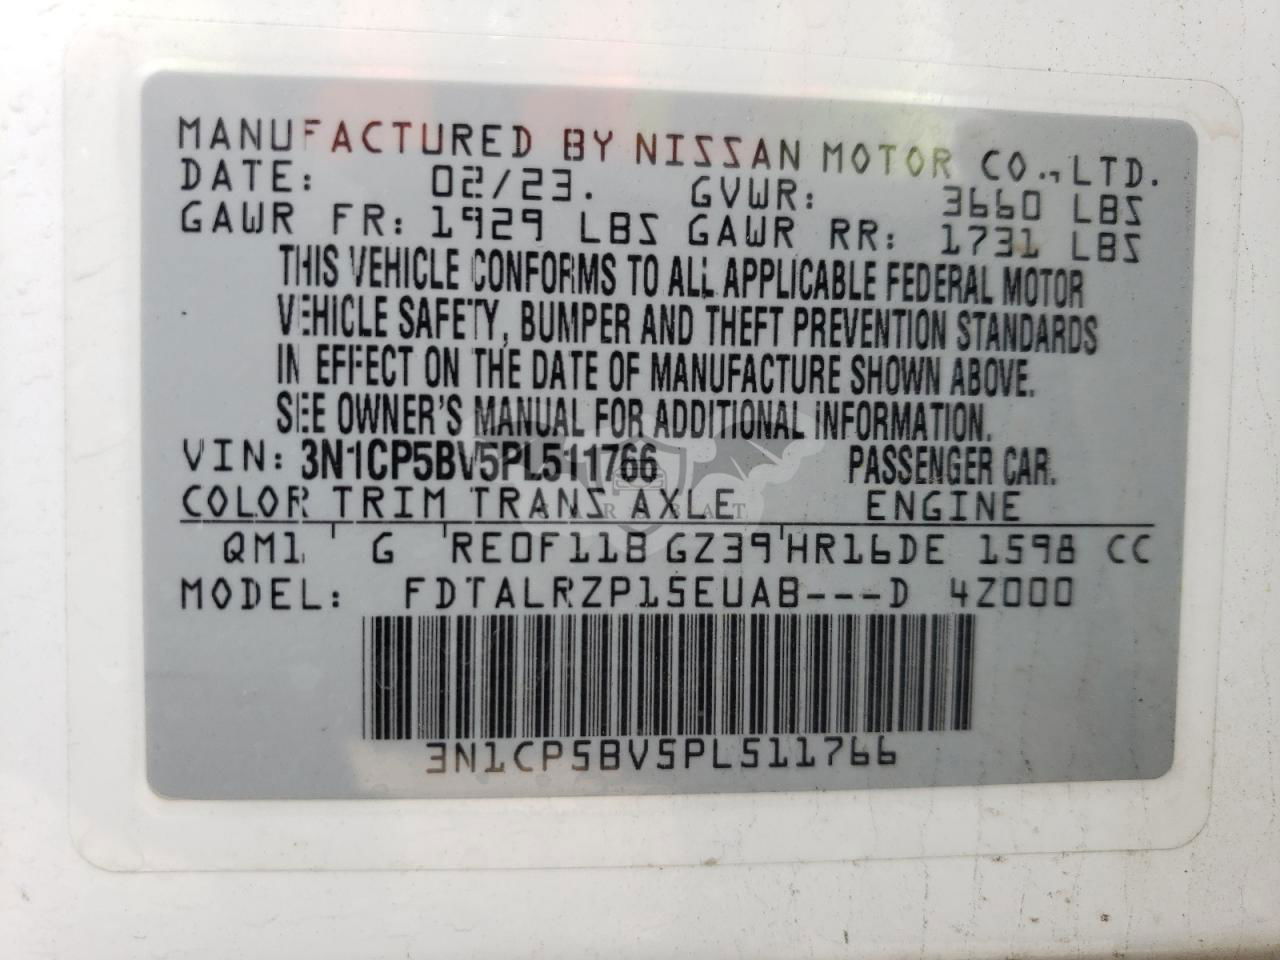 MANUFACTURED BY NISSAN MOTOR CO., LTD.
DATE: 02/23. GVWR: 3660 LBS
GAWR FR: 1929 LBS GAWR RR: 1731 LBS
THIS VEHICLE CONFORMS TO ALL APPLICABLE FEDERAL MOTOR
VEHICLE SAFETY, BUMPER AND THEFT PREVENTION STANDARDS
IN EFFECT ON THE DATE OF MANUFACTURE SHOWN ABOVE.
SEE OWNER'S MANUAL FOR ADDITIONAL INFORMATION.
VIN: 3N1CP5BV5PL511766 PASSENGER CAR.
COLOR TRIM TRANS AXLE ENGINE
QM1 G RE0F11B GZ39 HR16DE 1598 CC
MODEL: FDTALRZP15EUAB---D 4Z000
3N1CP5BV5PL511766